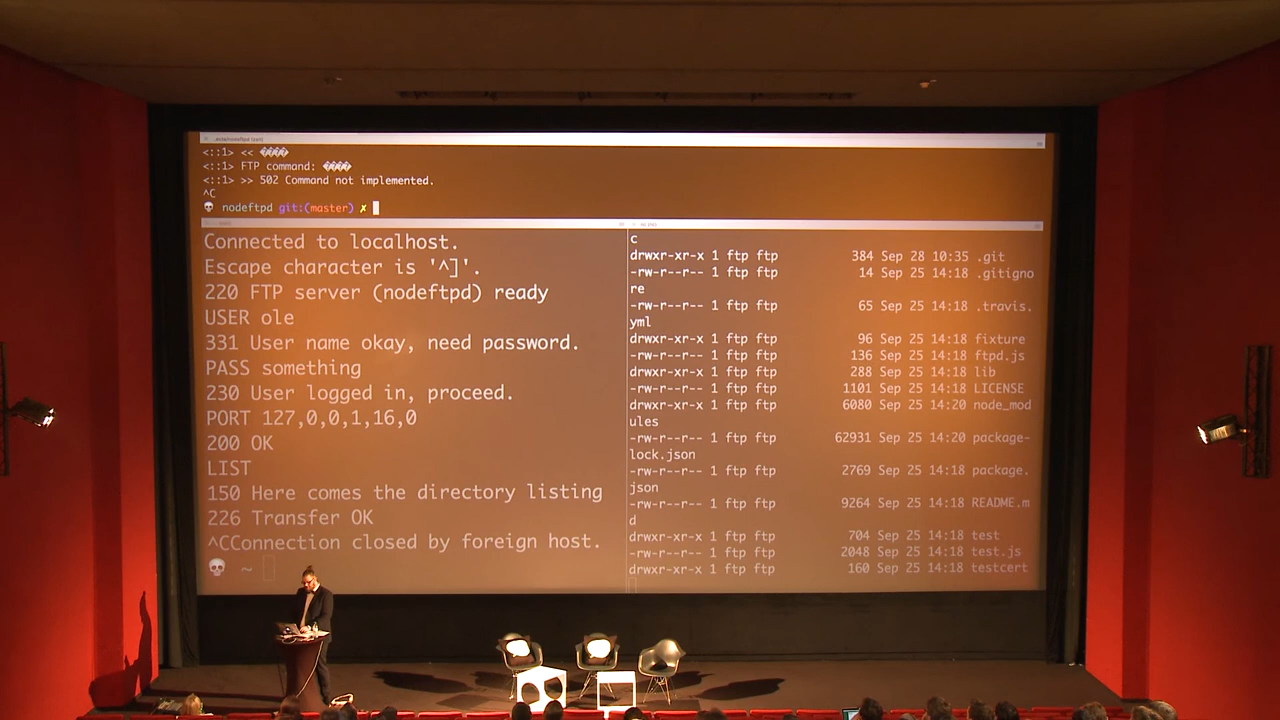 <::1> << ����
<::1> FTP command: ����
<::1> >> 502 Command not implemented.
^C
nodeftpd git:(master) ✗
Connected to localhost.
Escape character is '^]'.
220 FTP server (nodeftpd) ready
USER ole
331 User name okay, need password.
PASS something
230 User logged in, proceed.
PORT 127,0,0,1,16,0
200 OK
LIST
150 Here comes the directory listing
226 Transfer OK
^CConnection closed by foreign host.
~
c
drwxr-xr-x 1 ftp ftp 384 Sep 28 10:35 .git
-rw-r--r-- 1 ftp ftp 14 Sep 25 14:18 .gitigno
re
-rw-r--r-- 1 ftp ftp 65 Sep 25 14:18 .travis.
yml
drwxr-xr-x 1 ftp ftp 96 Sep 25 14:18 fixture
-rw-r--r-- 1 ftp ftp 136 Sep 25 14:18 ftpd.js
drwxr-xr-x 1 ftp ftp 288 Sep 25 14:18 lib
-rw-r--r-- 1 ftp ftp 1101 Sep 25 14:18 LICENSE
drwxr-xr-x 1 ftp ftp 6080 Sep 25 14:20 node_mod
ules
-rw-r--r-- 1 ftp ftp 62931 Sep 25 14:20 package-
lock.json
-rw-r--r-- 1 ftp ftp 2769 Sep 25 14:18 package.
json
-rw-r--r-- 1 ftp ftp 9264 Sep 25 14:18 README.m
d
drwxr-xr-x 1 ftp ftp 704 Sep 25 14:18 test
-rw-r--r-- 1 ftp ftp 2048 Sep 25 14:18 test.js
drwxr-xr-x 1 ftp ftp 160 Sep 25 14:18 testcert